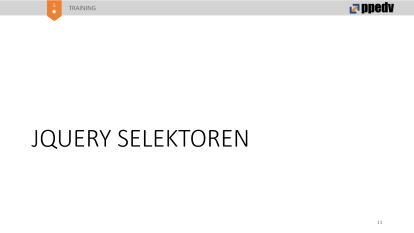 TRAINING
ppedv
JQUERY SELEKTOREN
11